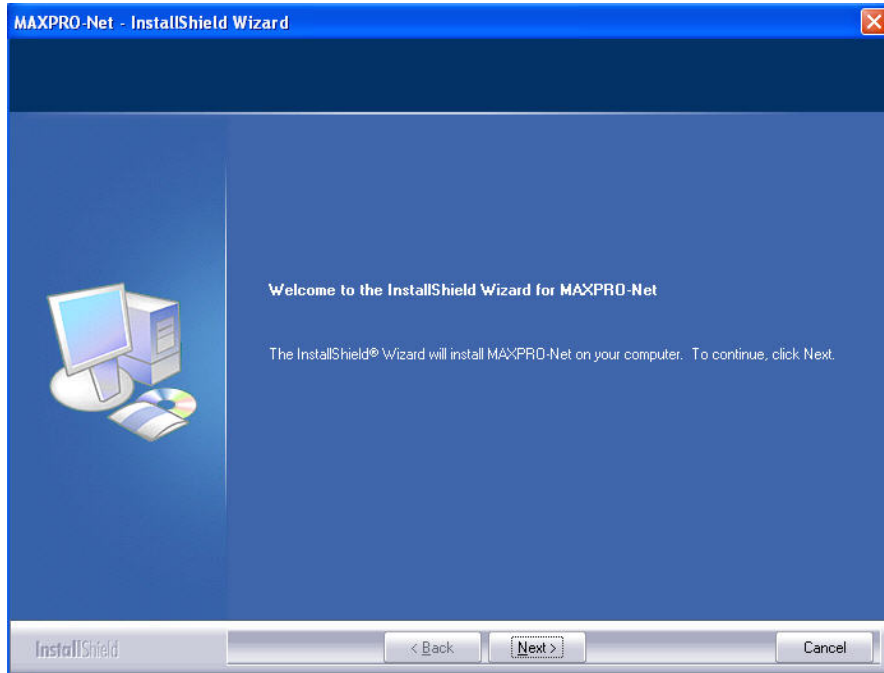 MAXPRO-Net - InstallShield Wizard
Welcome to the InstallShield Wizard for MAXPRO-Net
The InstallShield® Wizard will install MAXPRO-Net on your computer. To continue, click Next.
InstallShield
< Back
Next >
Cancel